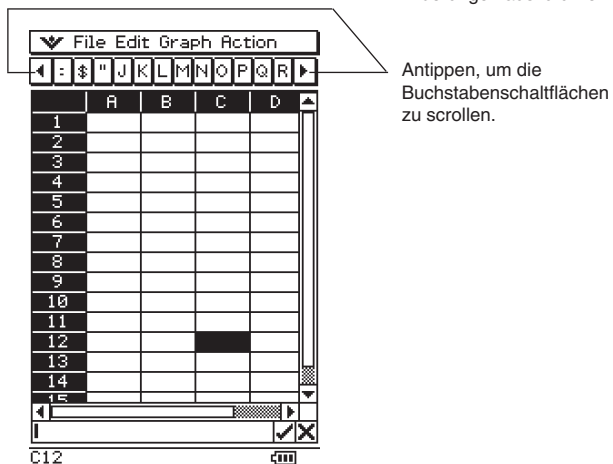 File Edit Graph Action
: $ " J K L M N O P Q R
Antippen, um die
Buchstabenschaltflächen
zu scrollen.
A B C D
1
2
3
4
5
6
7
8
9
10
11
12
13
14
15
C12